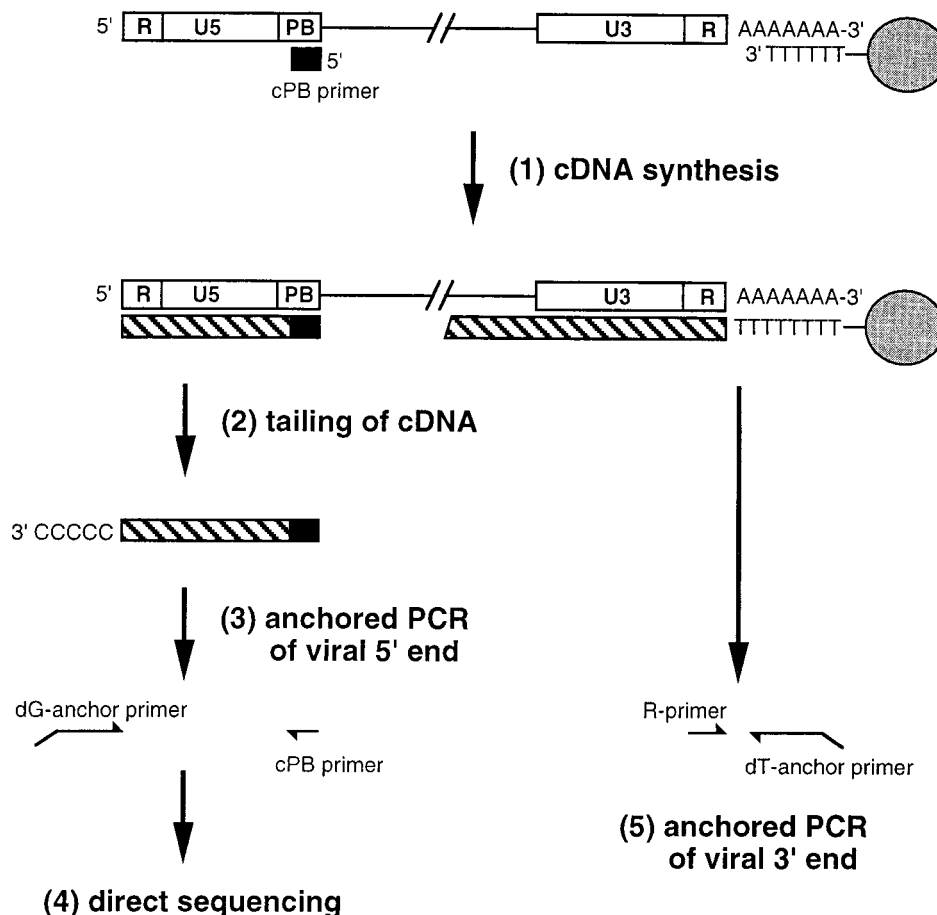 5' R U5 PB U3 R AAAAAAA-3'
5' 3' TTTTTT
cPB primer
(1) cDNA synthesis
5' R U5 PB U3 R AAAAAAA-3'
TTTTTTTT
(2) tailing of cDNA
3' CCCCC
(3) anchored PCR
of viral 5' end
dG-anchor primer
R-primer
cPB primer
dT-anchor primer
(5) anchored PCR
of viral 3' end
(4) direct sequencing